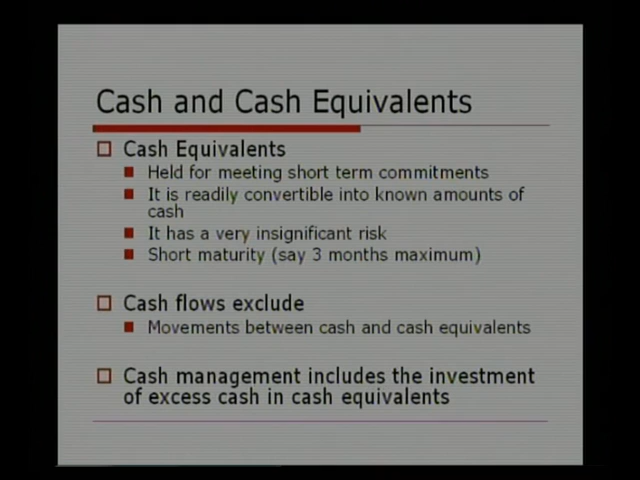 Cash and Cash Equivalents
Cash Equivalents
Held for meeting short term commitments
It is readily convertible into known amounts of
cash
It has a very insignificant risk
Short maturity (say 3 months maximum)
Cash flows exclude
Movements between cash and cash equivalents
Cash management includes the investment
of excess cash in cash equivalents